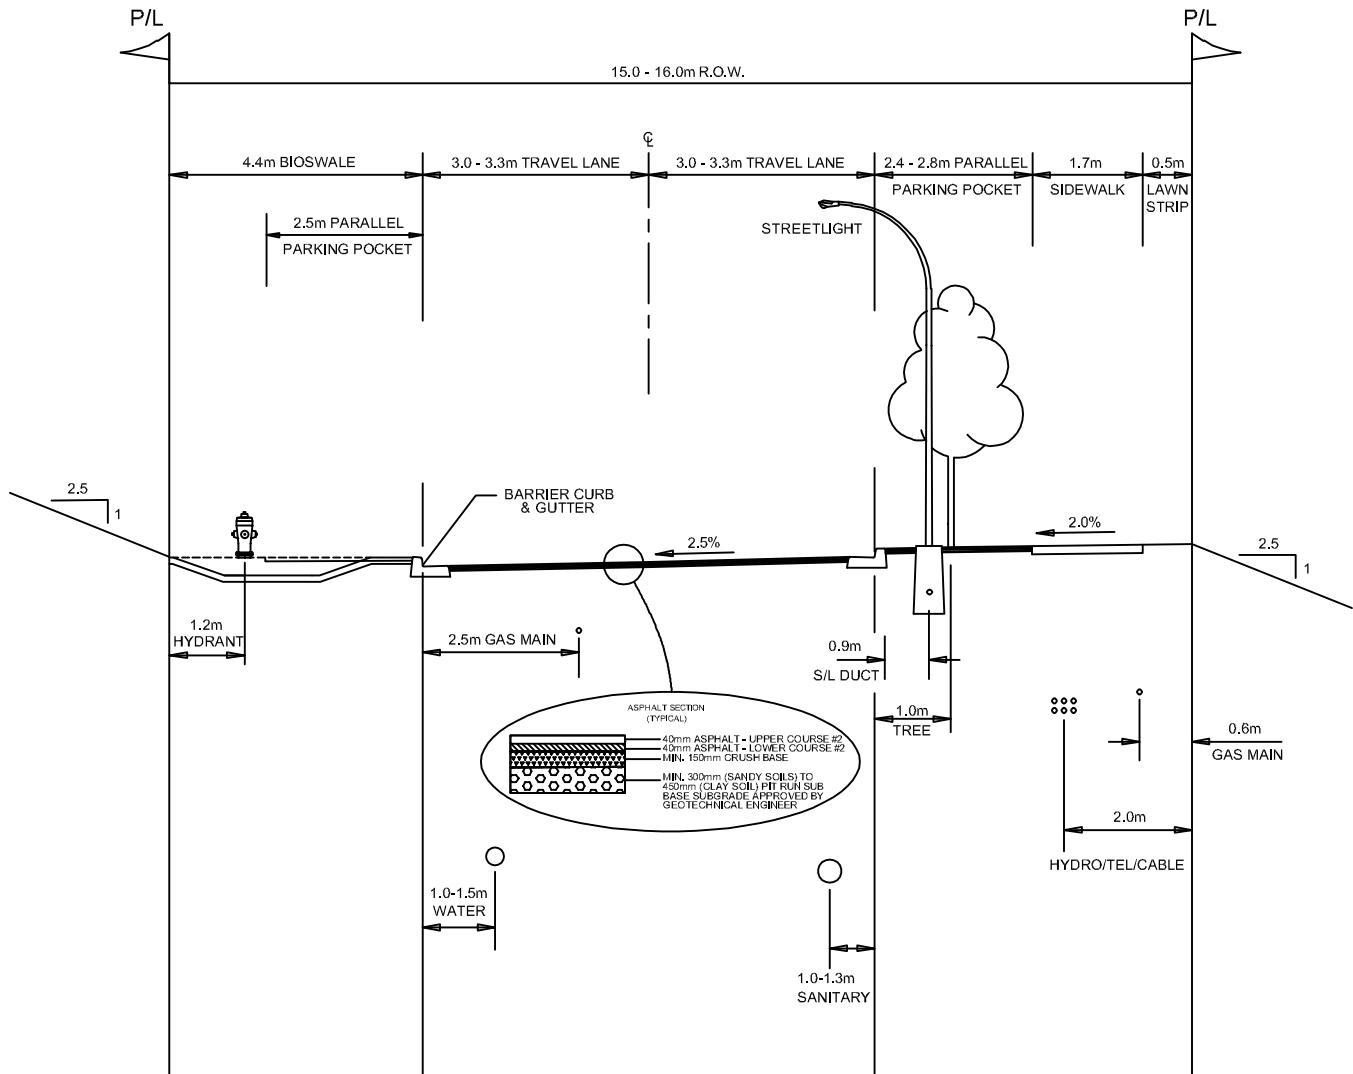 P/L
P/L
15.0 - 16.0m R.O.W.
℄
4.4m BIOSWALE
3.0 - 3.3m TRAVEL LANE
3.0 - 3.3m TRAVEL LANE
2.4 - 2.8m PARALLEL
PARKING POCKET
1.7m
SIDEWALK
0.5m
LAWN
STRIP
2.5m PARALLEL
PARKING POCKET
STREETLIGHT
2.5
1
BARRIER CURB
& GUTTER
2.5%
2.0%
2.5
1
1.2m
HYDRANT
2.5m GAS MAIN
0.9m
S/L DUCT
1.0m
TREE
0.6m
GAS MAIN
ASPHALT SECTION
(TYPICAL)
40mm ASPHALT - UPPER COURSE #2
40mm ASPHALT - LOWER COURSE #2
MIN. 150mm CRUSH BASE
MIN. 300mm (SANDY SOILS) TO
450mm (CLAY SOIL) PIT RUN SUB
BASE SUBGRADE APPROVED BY
GEOTECHNICAL ENGINEER
2.0m
HYDRO/TEL/CABLE
1.0-1.5m
WATER
1.0-1.3m
SANITARY